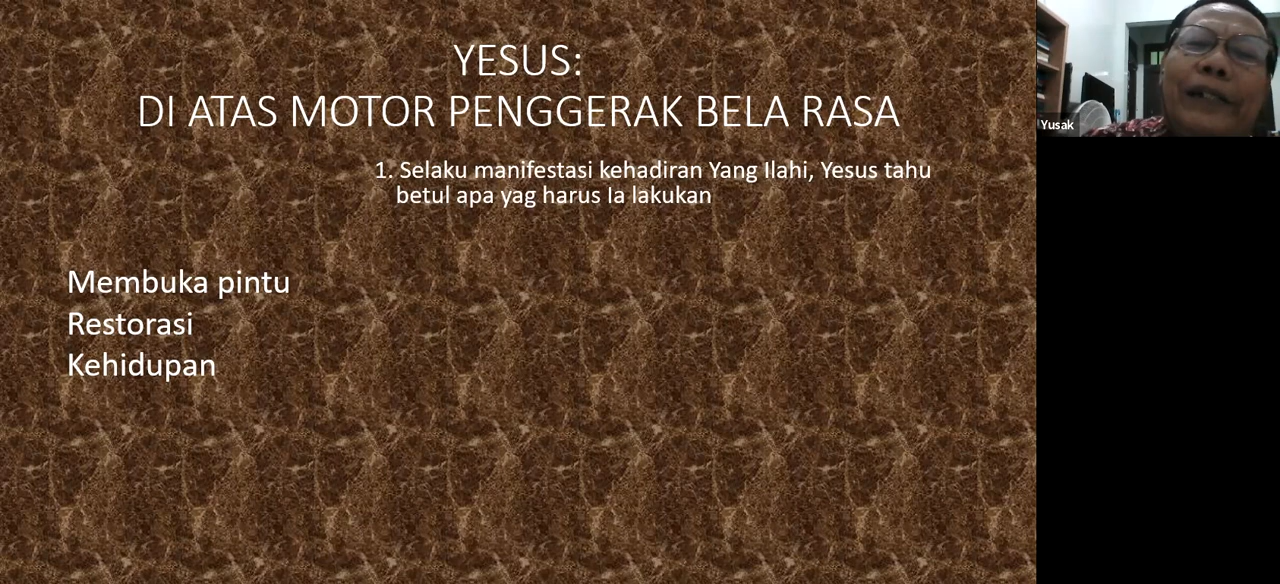 YESUS:
DI ATAS MOTOR PENGGERAK BELA RASA
1. Selaku manifestasi kehadiran Yang Ilahi, Yesus tahu
betul apa yag harus Ia lakukan
Membuka pintu
Restorasi
Kehidupan
Yusak